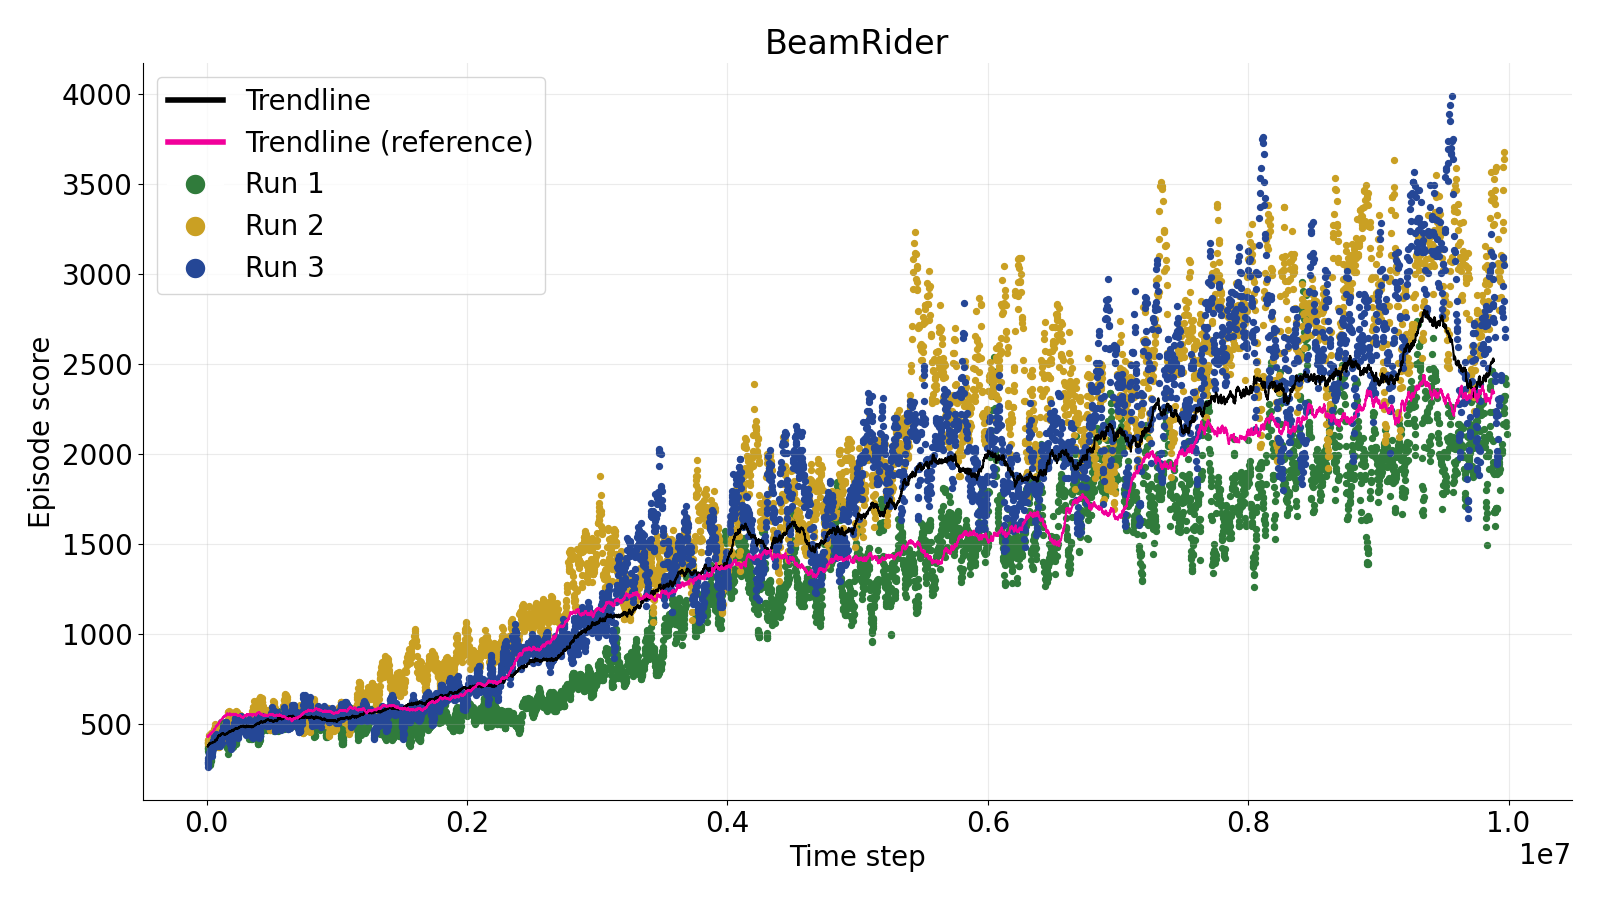 BeamRider
Trendline
Trendline (reference)
Run 1
Run 2
Run 3
Episode score
4000
3500
3000
2500
2000
1500
1000
500
0.0 0.2 0.4 0.6 0.8 1.0
Time step
1e7